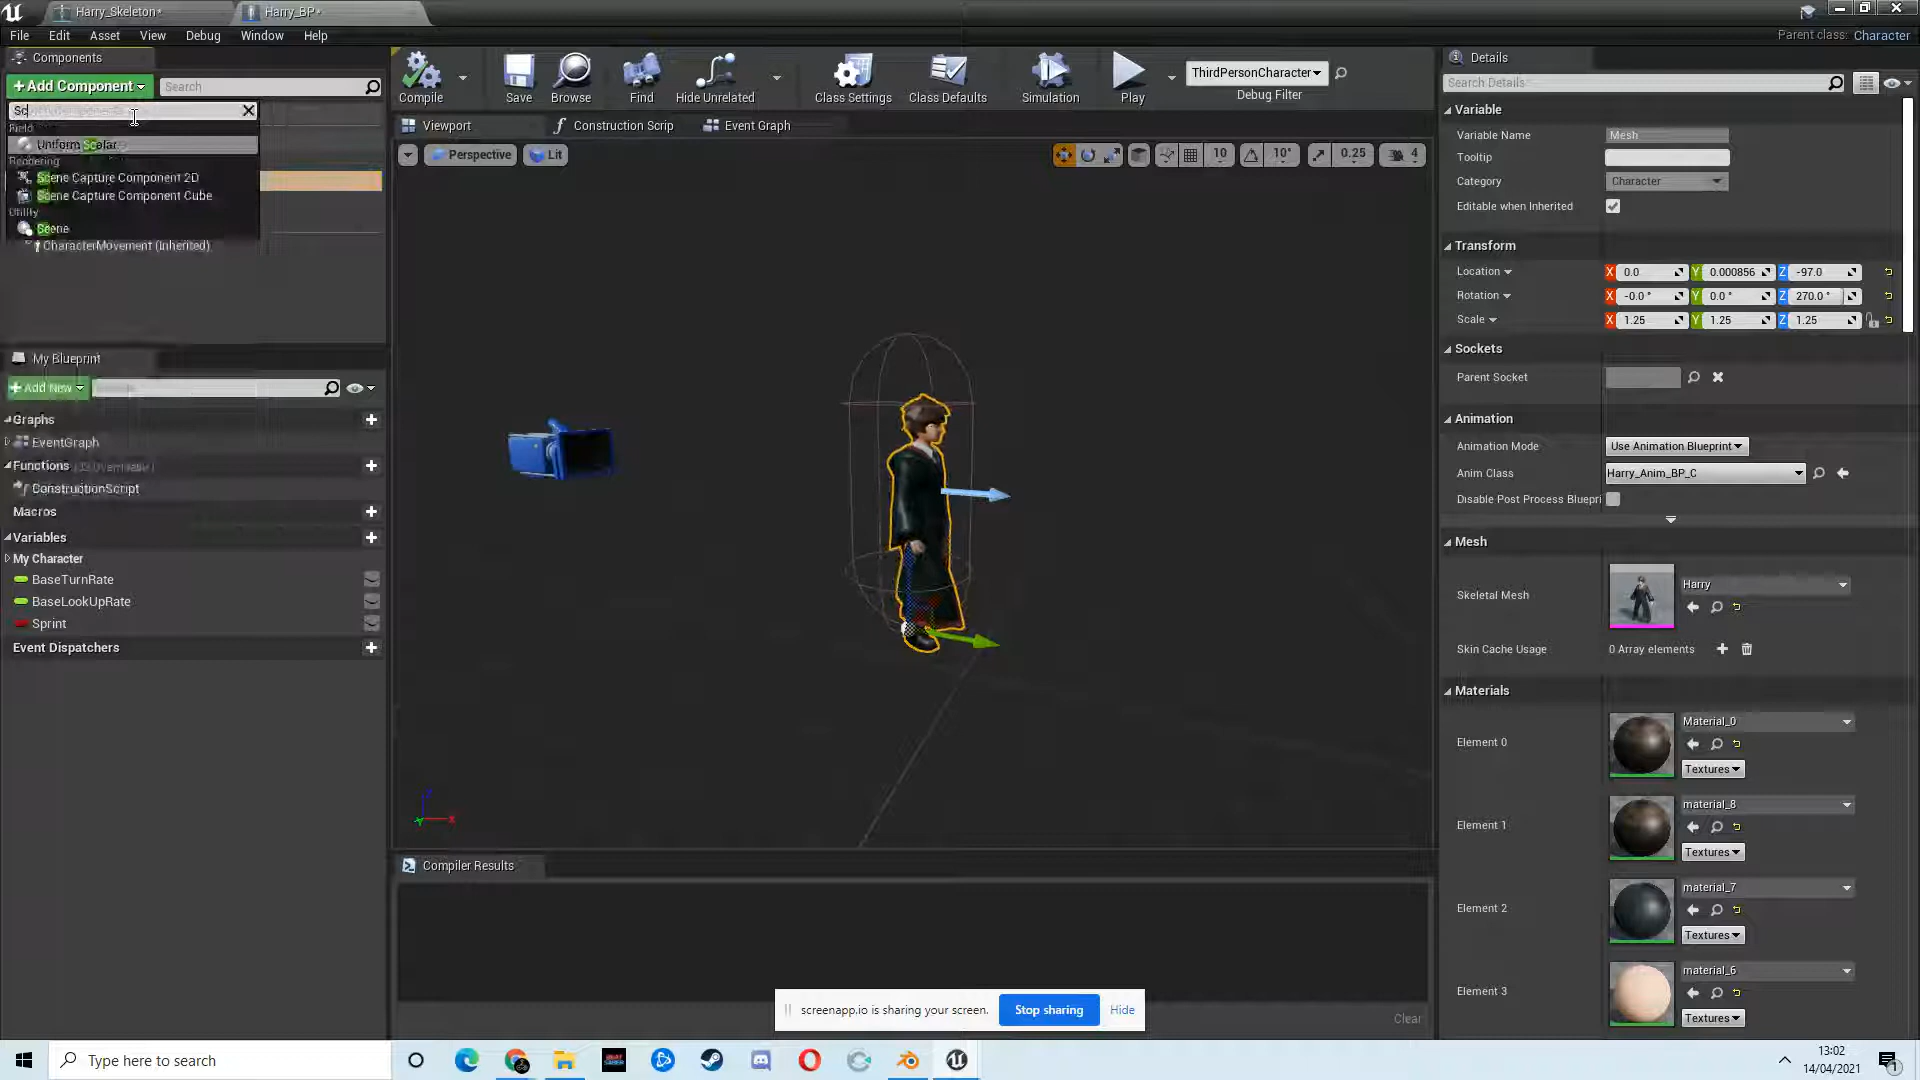 Harry_Skeleton*
Harry_BP*
File Edit Asset View Debug Window Help
Parent class: Character
Components
+Add Component
Search
Sc
Field
Uniform Scalar
Rendering
Scene Capture Component 2D
Scene Capture Component Cube
Utility
Scene
CharacterMovement (Inherited)
My Blueprint
+Add New
Graphs
EventGraph
Functions
ConstructionScript
Macros
Variables
My Character
BaseTurnRate
BaseLookUpRate
Sprint
Event Dispatchers
Compile
Save
Browse
Find
Hide Unrelated
Class Settings
Class Defaults
Simulation
Play
ThirdPersonCharacter
Debug Filter
Viewport
Construction Scrip
Event Graph
Perspective
Lit
10
10°
0.25
4
Z
X
Y
Compiler Results
Clear
Details
Search Details
Variable
Variable Name Mesh
Tooltip
Category Character
Editable when Inherited
Transform
Location X 0.0 Y 0.000856 Z -97.0
Rotation X -0.0 ° Y 0.0 ° Z 270.0 °
Scale X 1.25 Y 1.25 Z 1.25
Sockets
Parent Socket
Animation
Animation Mode Use Animation Blueprint
Anim Class Harry_Anim_BP_C
Disable Post Process Bluepri
Mesh
Skeletal Mesh Harry
Skin Cache Usage 0 Array elements
Materials
Element 0 Material_0
Textures
Element 1 material_8
Textures
Element 2 material_7
Textures
Element 3 material_6
Textures
screenapp.io is sharing your screen. Stop sharing Hide
Type here to search
BEAT SABER
13:02
14/04/2021
1